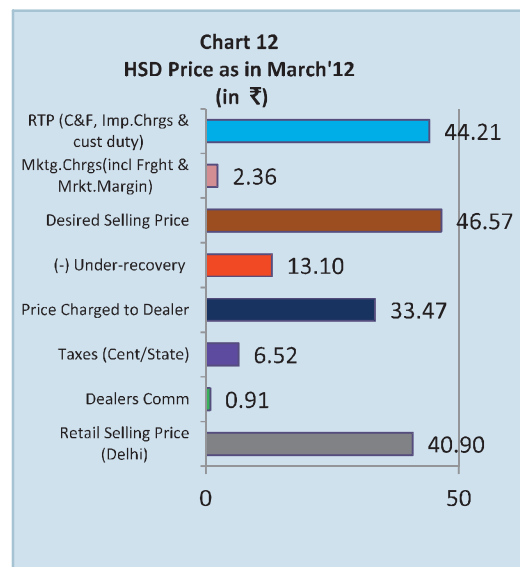 Chart 12
HSD Price as in March'12
(in ₹)
RTP (C&F, Imp.Chrgs &
cust duty)
44.21
Mktg.Chrgs(incl Frght &
Mrkt.Margin)
2.36
Desired Selling Price
46.57
(-) Under-recovery
13.10
Price Charged to Dealer
33.47
Taxes (Cent/State)
6.52
Dealers Comm
0.91
Retail Selling Price
(Delhi)
40.90
0 50